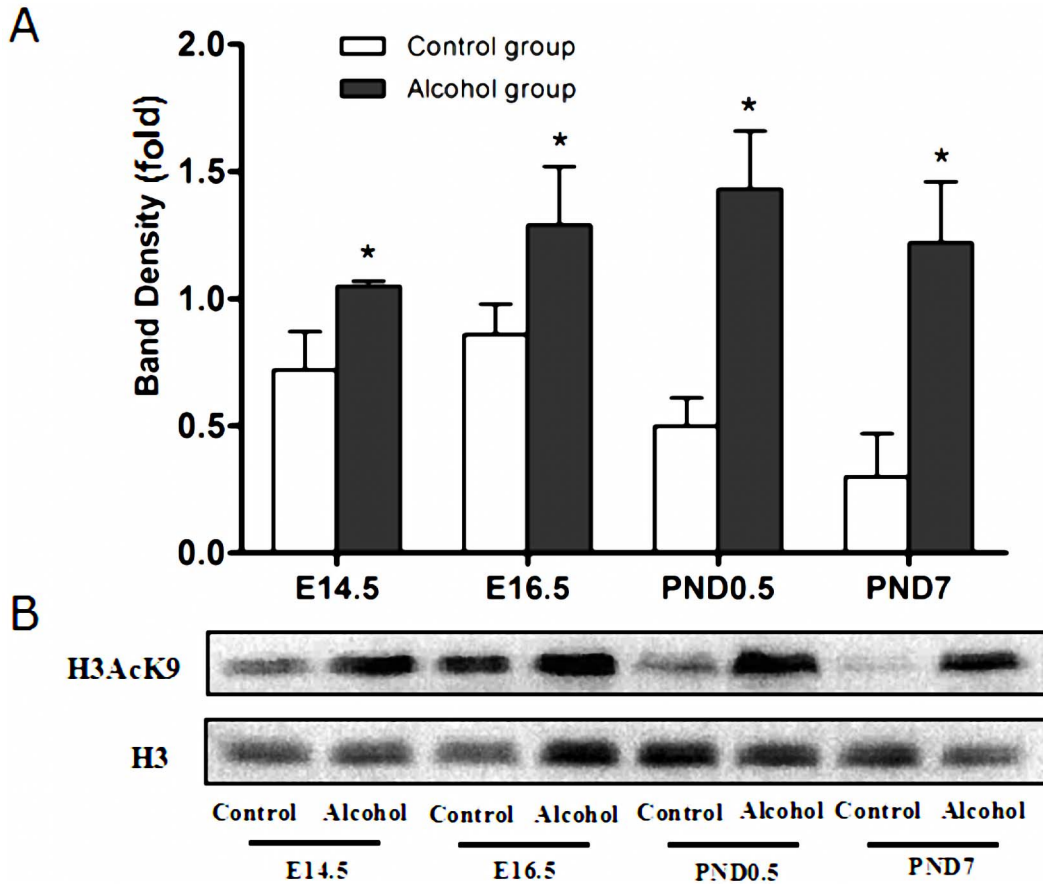 A
Band Density (fold)
2.0
1.5
1.0
0.5
0.0
Control group
Alcohol group
*
*
*
*
E14.5 E16.5 PND0.5 PND7
B
H3AcK9
H3
Control Alcohol Control Alcohol Control Alcohol Control Alcohol
E14.5 E16.5 PND0.5 PND7